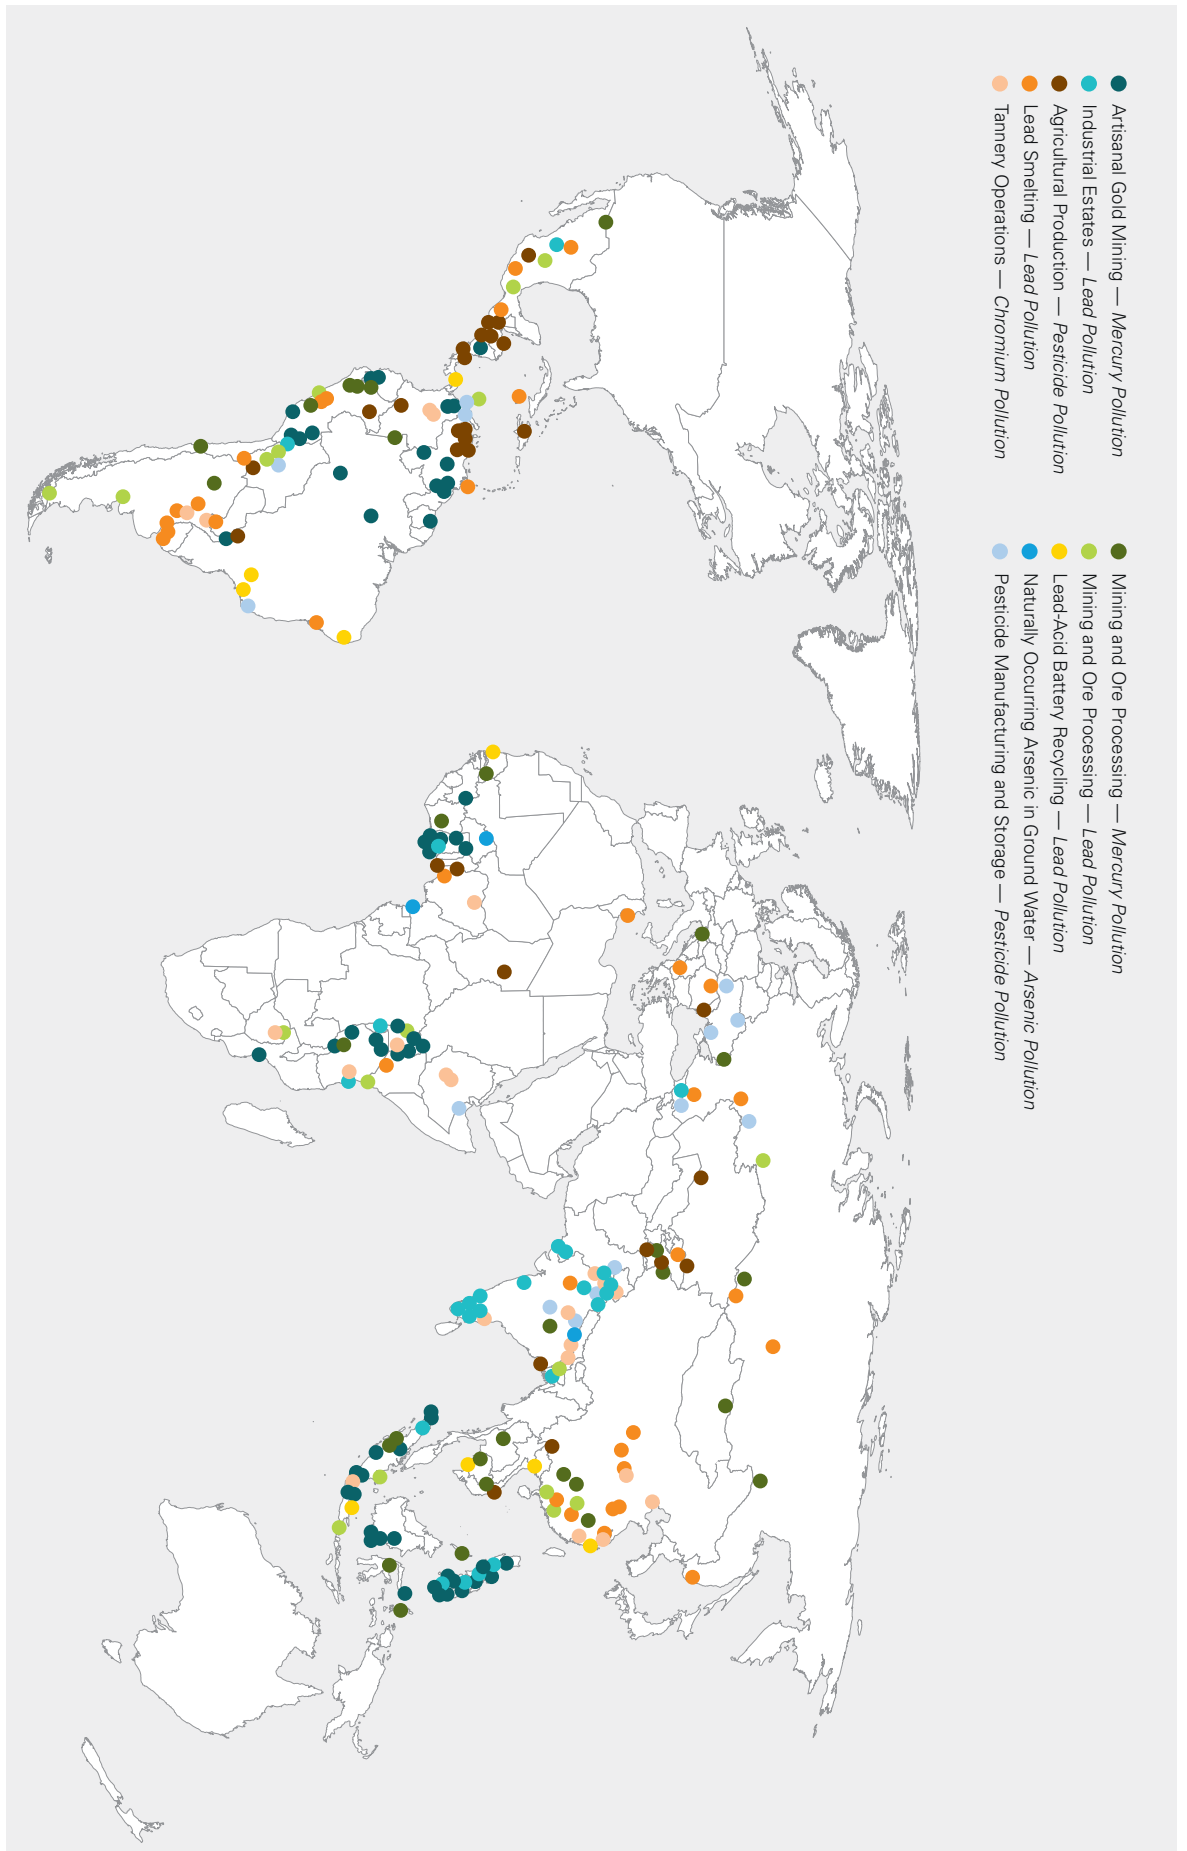 Artisanal Gold Mining — Mercury Pollution
Industrial Estates — Lead Pollution
Agricultural Production — Pesticide Pollution
Lead Smelting — Lead Pollution
Tannery Operations — Chromium Pollution
Mining and Ore Processing — Mercury Pollution
Mining and Ore Processing — Lead Pollution
Lead-Acid Battery Recycling — Lead Pollution
Naturally Occurring Arsenic in Ground Water — Arsenic Pollution
Pesticide Manufacturing and Storage — Pesticide Pollution